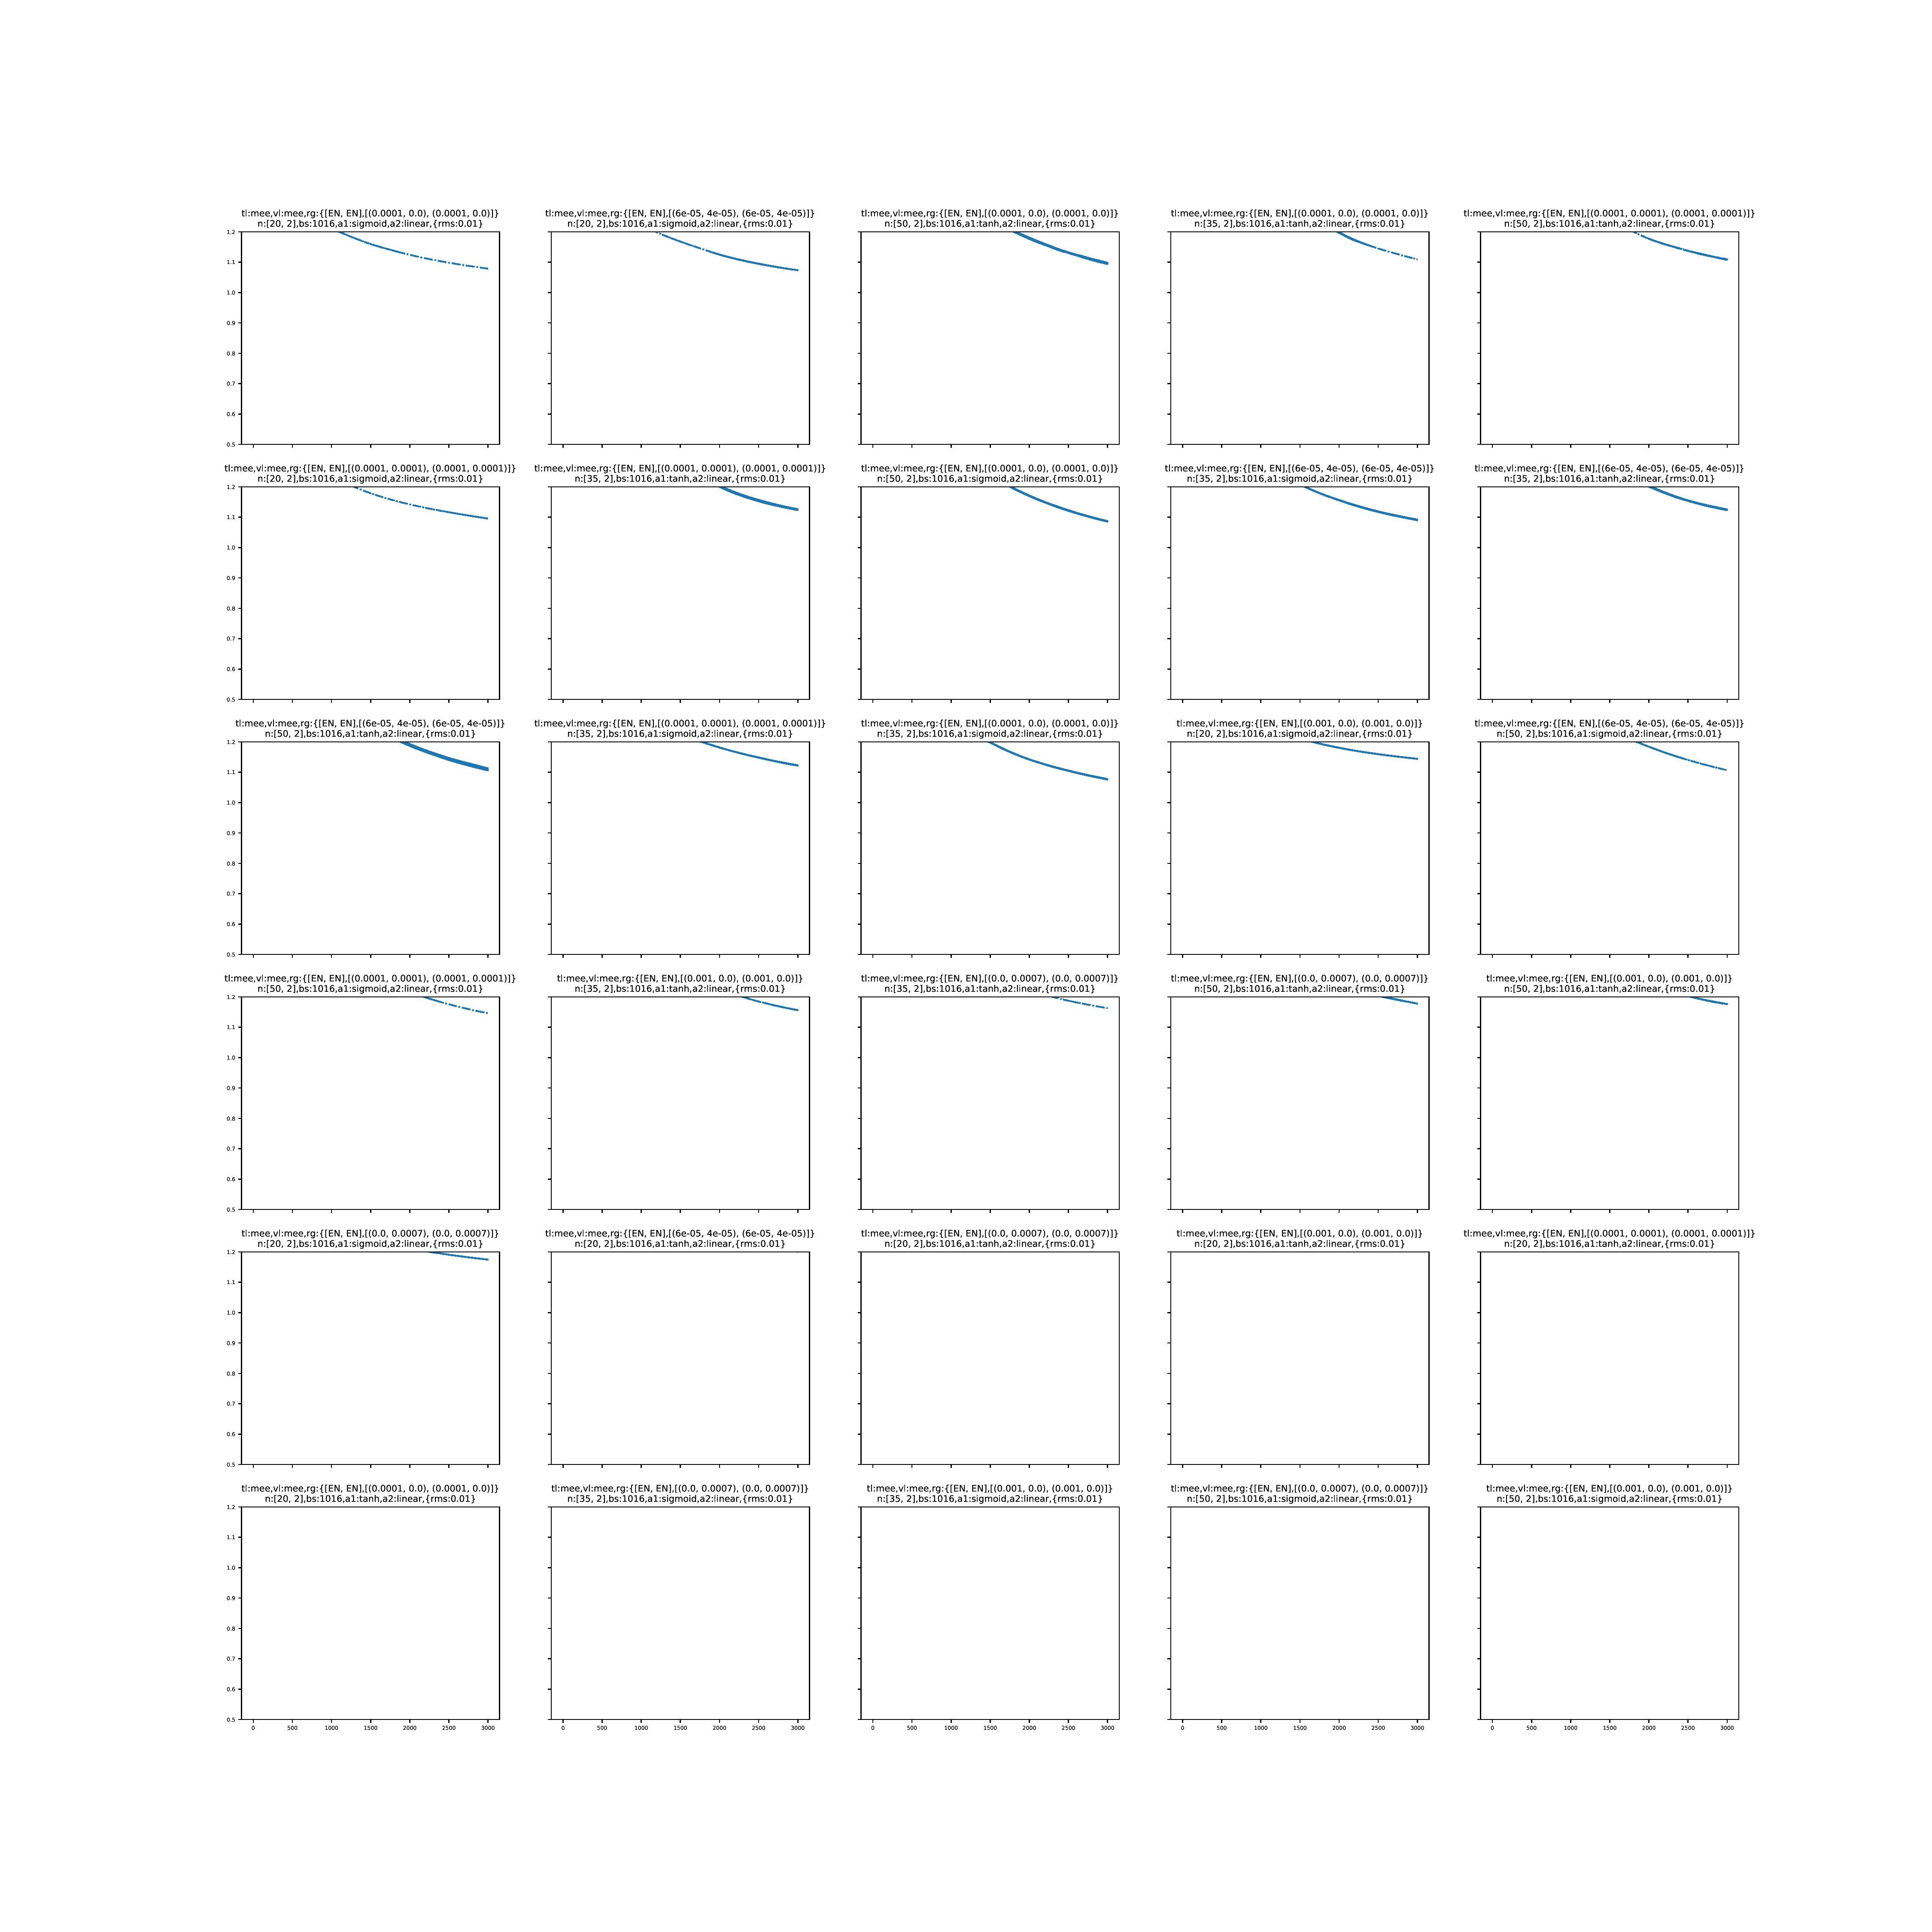 tl:mee,vl:mee,rg:{[EN, EN],[(0.0001, 0.0), (0.0001, 0.0)]}
n:[20, 2],bs:1016,a1:sigmoid,a2:linear,{rms:0.01}
tl:mee,vl:mee,rg:{[EN, EN],[(6e-05, 4e-05), (6e-05, 4e-05)]}
n:[20, 2],bs:1016,a1:sigmoid,a2:linear,{rms:0.01}
tl:mee,vl:mee,rg:{[EN, EN],[(0.0001, 0.0), (0.0001, 0.0)]}
n:[50, 2],bs:1016,a1:tanh,a2:linear,{rms:0.01}
tl:mee,vl:mee,rg:{[EN, EN],[(0.0001, 0.0), (0.0001, 0.0)]}
n:[35, 2],bs:1016,a1:tanh,a2:linear,{rms:0.01}
tl:mee,vl:mee,rg:{[EN, EN],[(0.0001, 0.0001), (0.0001, 0.0001)]}
n:[50, 2],bs:1016,a1:tanh,a2:linear,{rms:0.01}
1.2
1.1
1.0
0.9
0.8
0.7
0.6
0.5
tl:mee,vl:mee,rg:{[EN, EN],[(0.0001, 0.0001), (0.0001, 0.0001)]}
n:[20, 2],bs:1016,a1:sigmoid,a2:linear,{rms:0.01}
tl:mee,vl:mee,rg:{[EN, EN],[(0.0001, 0.0001), (0.0001, 0.0001)]}
n:[35, 2],bs:1016,a1:tanh,a2:linear,{rms:0.01}
tl:mee,vl:mee,rg:{[EN, EN],[(0.0001, 0.0), (0.0001, 0.0)]}
n:[50, 2],bs:1016,a1:sigmoid,a2:linear,{rms:0.01}
tl:mee,vl:mee,rg:{[EN, EN],[(6e-05, 4e-05), (6e-05, 4e-05)]}
n:[35, 2],bs:1016,a1:sigmoid,a2:linear,{rms:0.01}
tl:mee,vl:mee,rg:{[EN, EN],[(6e-05, 4e-05), (6e-05, 4e-05)]}
n:[35, 2],bs:1016,a1:tanh,a2:linear,{rms:0.01}
1.2
1.1
1.0
0.9
0.8
0.7
0.6
0.5
tl:mee,vl:mee,rg:{[EN, EN],[(6e-05, 4e-05), (6e-05, 4e-05)]}
n:[50, 2],bs:1016,a1:tanh,a2:linear,{rms:0.01}
tl:mee,vl:mee,rg:{[EN, EN],[(0.0001, 0.0001), (0.0001, 0.0001)]}
n:[35, 2],bs:1016,a1:sigmoid,a2:linear,{rms:0.01}
tl:mee,vl:mee,rg:{[EN, EN],[(0.0001, 0.0), (0.0001, 0.0)]}
n:[35, 2],bs:1016,a1:sigmoid,a2:linear,{rms:0.01}
tl:mee,vl:mee,rg:{[EN, EN],[(0.001, 0.0), (0.001, 0.0)]}
n:[20, 2],bs:1016,a1:sigmoid,a2:linear,{rms:0.01}
tl:mee,vl:mee,rg:{[EN, EN],[(6e-05, 4e-05), (6e-05, 4e-05)]}
n:[50, 2],bs:1016,a1:sigmoid,a2:linear,{rms:0.01}
1.2
1.1
1.0
0.9
0.8
0.7
0.6
0.5
tl:mee,vl:mee,rg:{[EN, EN],[(0.0001, 0.0001), (0.0001, 0.0001)]}
n:[50, 2],bs:1016,a1:sigmoid,a2:linear,{rms:0.01}
tl:mee,vl:mee,rg:{[EN, EN],[(0.001, 0.0), (0.001, 0.0)]}
n:[35, 2],bs:1016,a1:tanh,a2:linear,{rms:0.01}
tl:mee,vl:mee,rg:{[EN, EN],[(0.0, 0.0007), (0.0, 0.0007)]}
n:[35, 2],bs:1016,a1:tanh,a2:linear,{rms:0.01}
tl:mee,vl:mee,rg:{[EN, EN],[(0.0, 0.0007), (0.0, 0.0007)]}
n:[50, 2],bs:1016,a1:tanh,a2:linear,{rms:0.01}
tl:mee,vl:mee,rg:{[EN, EN],[(0.001, 0.0), (0.001, 0.0)]}
n:[50, 2],bs:1016,a1:tanh,a2:linear,{rms:0.01}
1.2
1.1
1.0
0.9
0.8
0.7
0.6
0.5
tl:mee,vl:mee,rg:{[EN, EN],[(0.0, 0.0007), (0.0, 0.0007)]}
n:[20, 2],bs:1016,a1:sigmoid,a2:linear,{rms:0.01}
tl:mee,vl:mee,rg:{[EN, EN],[(6e-05, 4e-05), (6e-05, 4e-05)]}
n:[20, 2],bs:1016,a1:tanh,a2:linear,{rms:0.01}
tl:mee,vl:mee,rg:{[EN, EN],[(0.0, 0.0007), (0.0, 0.0007)]}
n:[20, 2],bs:1016,a1:tanh,a2:linear,{rms:0.01}
tl:mee,vl:mee,rg:{[EN, EN],[(0.001, 0.0), (0.001, 0.0)]}
n:[20, 2],bs:1016,a1:tanh,a2:linear,{rms:0.01}
tl:mee,vl:mee,rg:{[EN, EN],[(0.0001, 0.0001), (0.0001, 0.0001)]}
n:[20, 2],bs:1016,a1:tanh,a2:linear,{rms:0.01}
1.2
1.1
1.0
0.9
0.8
0.7
0.6
0.5
tl:mee,vl:mee,rg:{[EN, EN],[(0.0001, 0.0), (0.0001, 0.0)]}
n:[20, 2],bs:1016,a1:tanh,a2:linear,{rms:0.01}
tl:mee,vl:mee,rg:{[EN, EN],[(0.0, 0.0007), (0.0, 0.0007)]}
n:[35, 2],bs:1016,a1:sigmoid,a2:linear,{rms:0.01}
tl:mee,vl:mee,rg:{[EN, EN],[(0.001, 0.0), (0.001, 0.0)]}
n:[35, 2],bs:1016,a1:sigmoid,a2:linear,{rms:0.01}
tl:mee,vl:mee,rg:{[EN, EN],[(0.0, 0.0007), (0.0, 0.0007)]}
n:[50, 2],bs:1016,a1:sigmoid,a2:linear,{rms:0.01}
tl:mee,vl:mee,rg:{[EN, EN],[(0.001, 0.0), (0.001, 0.0)]}
n:[50, 2],bs:1016,a1:sigmoid,a2:linear,{rms:0.01}
1.2
1.1
1.0
0.9
0.8
0.7
0.6
0.5
0 500 1000 1500 2000 2500 3000
0 500 1000 1500 2000 2500 3000
0 500 1000 1500 2000 2500 3000
0 500 1000 1500 2000 2500 3000
0 500 1000 1500 2000 2500 3000